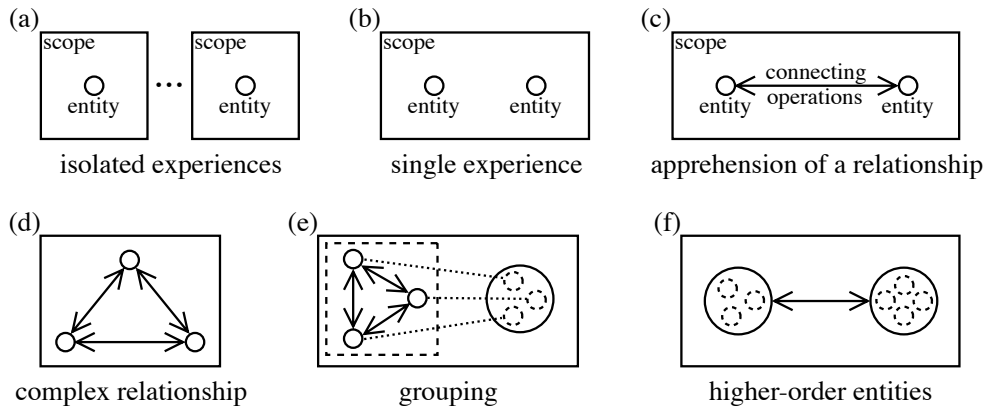 (a)
scope
entity
...
scope
entity
isolated experiences
(b)
scope
entity
entity
single experience
(c)
scope
entity
connecting
operations
entity
apprehension of a relationship
(d)
complex relationship
(e)
grouping
(f)
higher-order entities